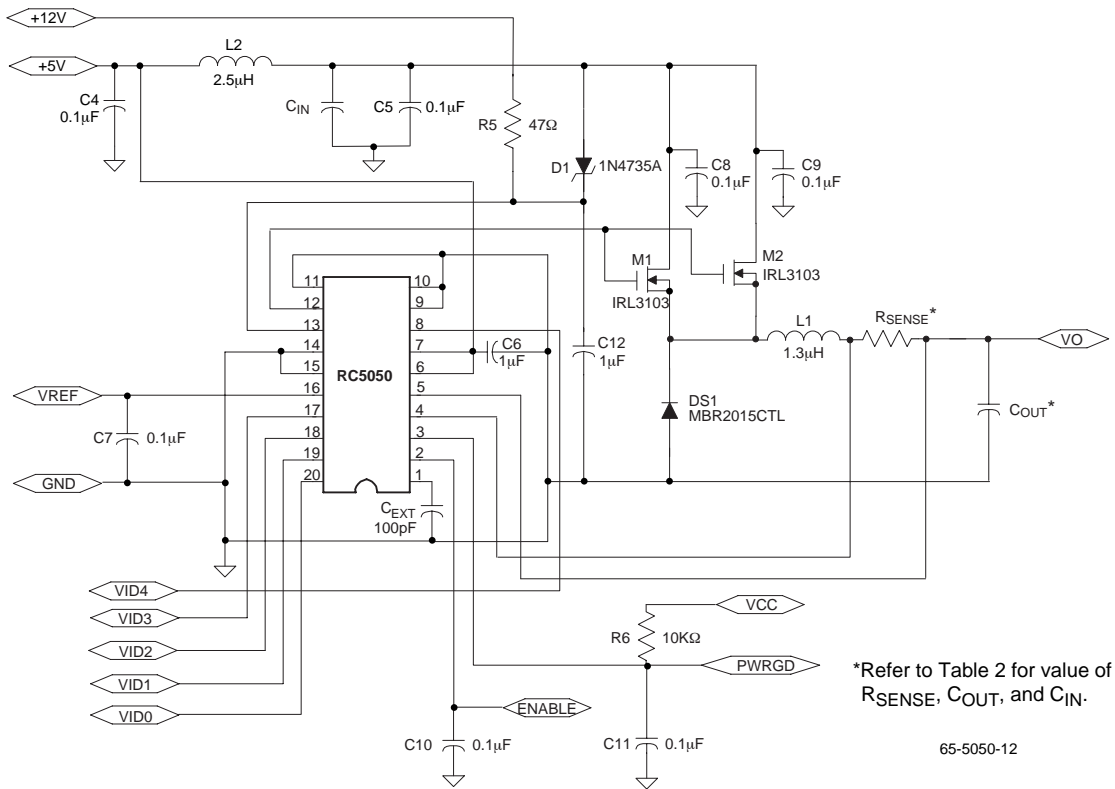 +12V
+5V
L2
2.5μH
C4
0.1μF
CIN
C5
0.1μF
R5
47Ω
D1
1N4735A
C8
0.1μF
C9
0.1μF
M1
IRL3103
M2
IRL3103
11
12
13
14
15
16
17
18
19
20
RC5050
10
9
8
7
6
5
4
3
2
1
C6
1μF
C12
1μF
L1
1.3μH
RSENSE*
VO
COUT*
DS1
MBR2015CTL
VREF
C7
0.1μF
GND
CEXT
100pF
VID4
VID3
VID2
VID1
VID0
VCC
R6
10KΩ
PWRGD
ENABLE
C10
0.1μF
C11
0.1μF
*Refer to Table 2 for value of
RSENSE, COUT, and CIN.
65-5050-12